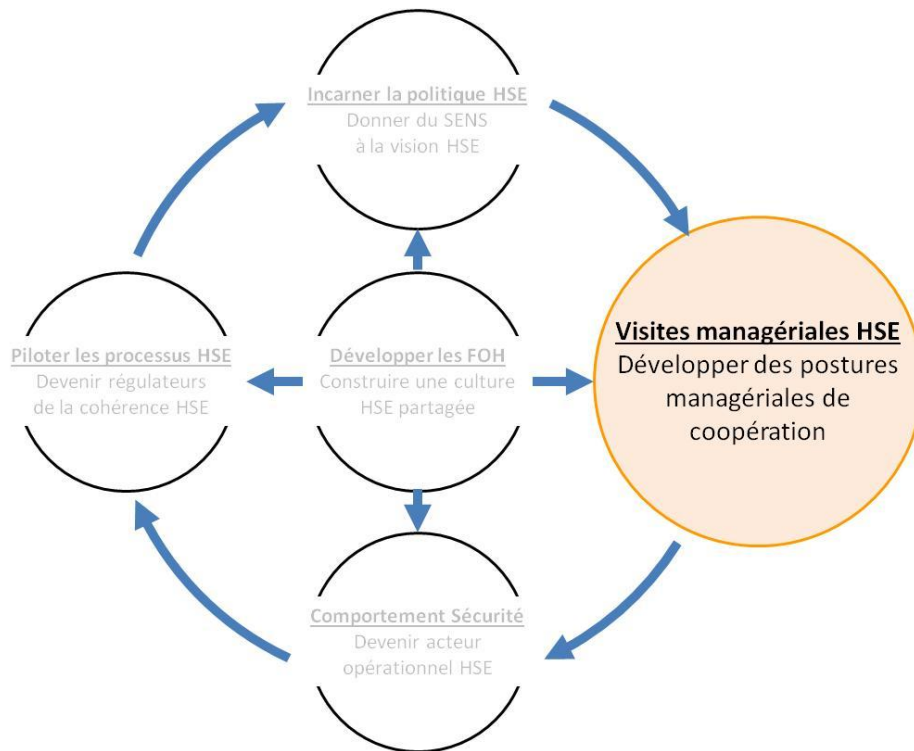 Incarner la politique HSE
Donner du SENS
à la vision HSE
Visites managériales HSE
Développer des postures
managériales de
coopération
Piloter les processus HSE
Devenir régulateurs
de la cohérence HSE
Développer les FOH
Construire une culture
HSE partagée
Comportement Sécurité
Devenir acteur
opérationnel HSE